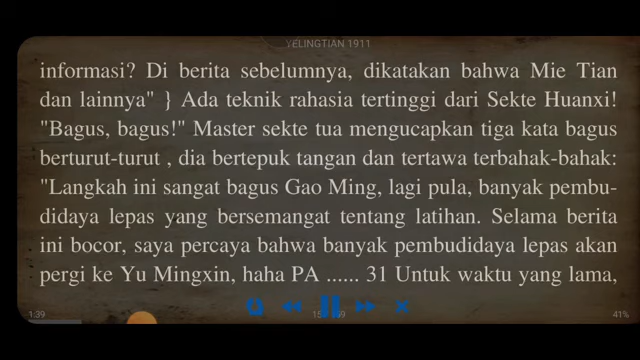 YELINGTIAN 1911
informasi? Di berita sebelumnya, dikatakan bahwa Mie Tian
dan lainnya" } Ada teknik rahasia tertinggi dari Sekte Huanxi!
"Bagus, bagus!" Master sekte tua mengucapkan tiga kata bagus
berturut-turut , dia bertepuk tangan dan tertawa terbahak-bahak:
"Langkah ini sangat bagus Gao Ming, lagi pula, banyak pembu-
didaya lepas yang bersemangat tentang latihan. Selama berita
ini bocor, saya percaya bahwa banyak pembudidaya lepas akan
pergi ke Yu Mingxin, haha PA ...... 31 Untuk waktu yang lama,
1:39
41%